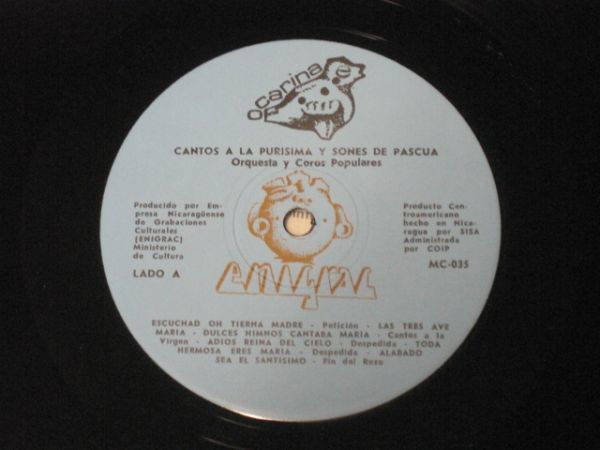 ocarina
CANTOS A LA PURISIMA Y SONES DE PASCUA
Orquesta y Coros Populares
Producido por Em-
presa Nicaragüense
de Grabaciones
Culturales
(ENIGRAC)
Ministerio
de Cultura
LADO A
Producto Cen-
troamericano
hecho en Nica-
ragua por SISA
Administrada
por COIP
MC-035
enigrac
ESCUCHAD OH TIERNA MADRE - Petición - LAS TRES AVE
MARIA - DULCES HIMNOS CANTABA MARIA - Cantos a la
Virgen - ADIOS REINA DEL CIELO - Despedida - TODA
HERMOSA ERES MARIA - Despedida - ALABADO
SEA EL SANTISIMO - Fin del Rezo